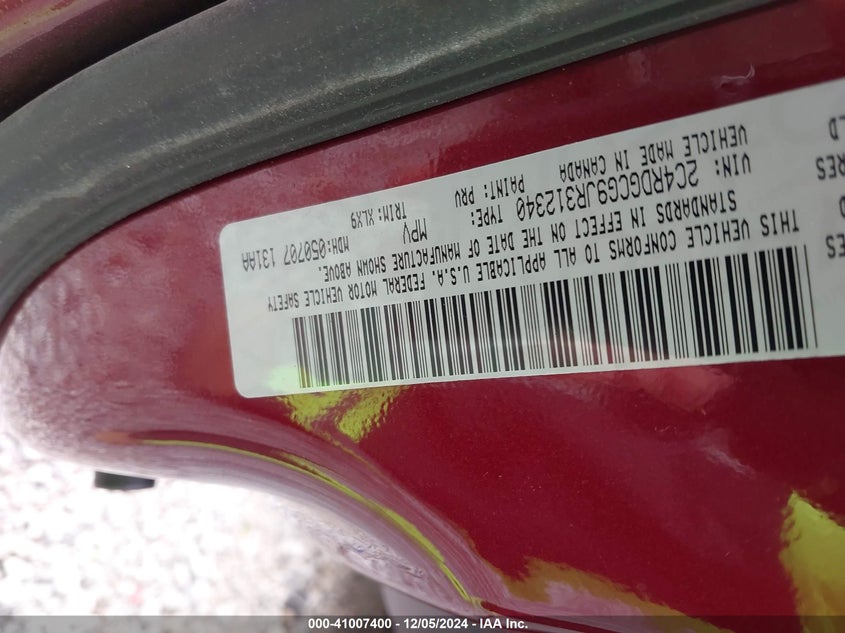 THIS VEHICLE CONFORMS TO ALL APPLICABLE U.S.A. FEDERAL MOTOR VEHICLE SAFETY
STANDARDS IN EFFECT ON THE DATE OF MANUFACTURE SHOWN ABOVE.
VIN: 2C4RDGCG9JR312340 TYPE: MPV MDH:050707 131AA
VEHICLE MADE IN CANADA PAINT: PRV TRIM:XLX9
000-41007400 - 12/05/2024 - IAA Inc.